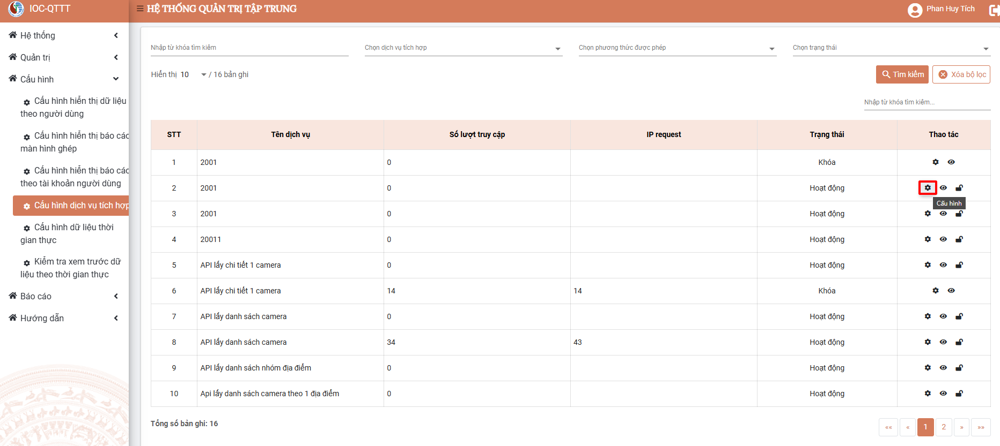 IOC-QTTT
HỆ THỐNG QUẢN TRỊ TẬP TRUNG
Phan Huy Tích
Hệ thống
Quản trị
Cấu hình
Cấu hình hiển thị dữ liệu
theo người dùng
Cấu hình hiển thị báo cáo
màn hình ghép
Cấu hình hiển thị báo cáo
theo tài khoản người dùng
Cấu hình dịch vụ tích hợp
Cấu hình dữ liệu thời
gian thực
Kiểm tra xem trước dữ
liệu theo thời gian thực
Báo cáo
Hướng dẫn
Nhập từ khóa tìm kiếm
Chọn dịch vụ tích hợp
Chọn phương thức được phép
Chọn trạng thái
Hiển thị 10 / 16 bản ghi
Tìm kiếm
Xóa bộ lọc
Nhập từ khóa tìm kiếm...
STT Tên dịch vụ Số lượt truy cập IP request Trạng thái Thao tác
1 2001 0 Khóa
2 2001 0 Hoạt động
Cấu hình
3 2001 0 Hoạt động
4 20011 0 Hoạt động
5 API lấy chi tiết 1 camera 0 Hoạt động
6 API lấy chi tiết 1 camera 14 14 Khóa
7 API lấy danh sách camera 0 Hoạt động
8 API lấy danh sách camera 34 43 Hoạt động
9 API lấy danh sách nhóm địa điểm 0 Hoạt động
10 Api lấy danh sách camera theo 1 địa điểm 0 Hoạt động
Tổng số bản ghi: 16
«« « 1 2 » »»